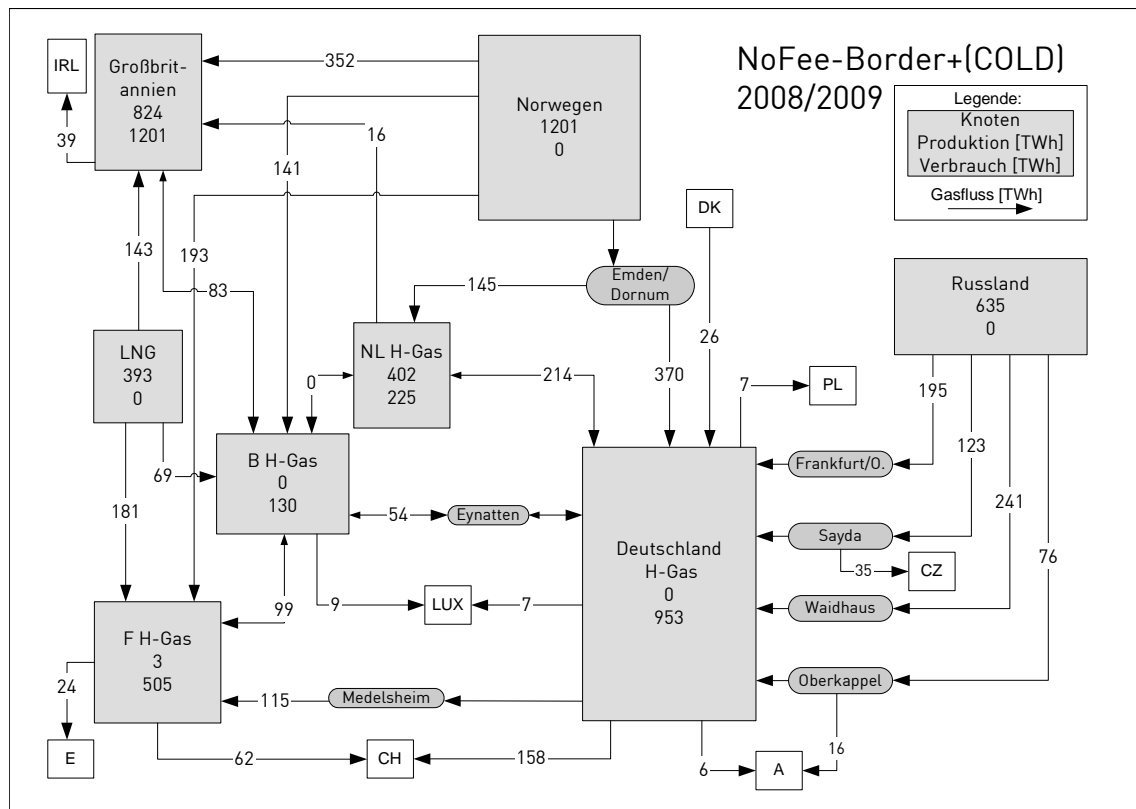 NoFee-Border+(COLD)
2008/2009
Legende:
Knoten
Produktion [TWh]
Verbrauch [TWh]
Gasfluss [TWh]
IRL
Großbrit-
annien
824
1201
352
Norwegen
1201
0
39
16
141
DK
143
193
83
145
Emden/
Dornum
26
Russland
635
0
LNG
393
0
NL H-Gas
402
225
0
214
370
7
PL
195
123
241
76
69
B H-Gas
0
130
Frankfurt/O.
181
54
Eynatten
Deutschland
H-Gas
0
953
Sayda
35
CZ
99
9
LUX
7
Waidhaus
F H-Gas
3
505
24
115
Medelsheim
Oberkappel
E
62
CH
158
6
A
16